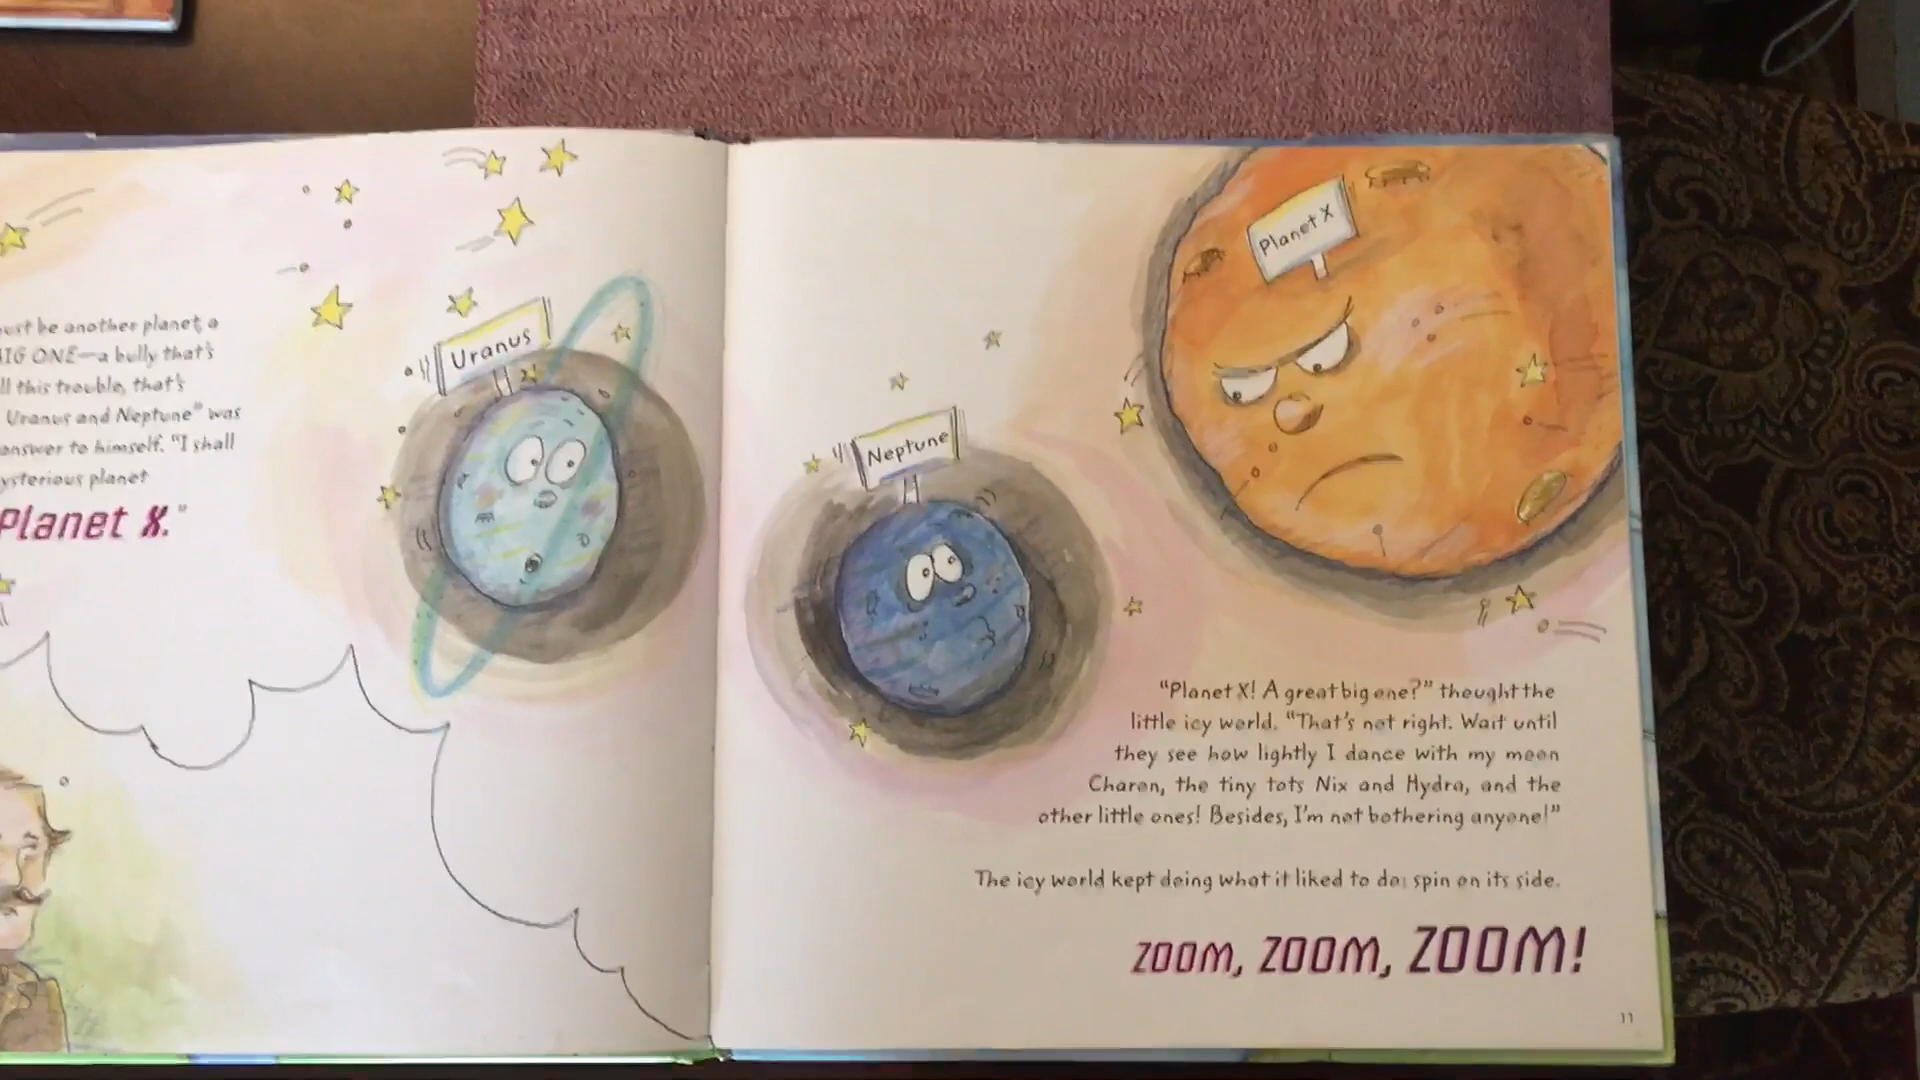 be another planet, a
BIG ONE—a bully that's
this trouble, that's
Uranus and Neptune" was
answer to himself. "I shall
planet
Planet X."
Uranus
Neptune
Planet X
"Planet X! A great big one?" thought the
little icy world. "That's not right. Wait until
they see how lightly I dance with my moon
Charon, the tiny tots Nix and Hydra, and the
other little ones! Besides, I'm not bothering anyone!"
The icy world kept doing what it liked to do: spin on its side.
ZOOM, ZOOM, ZOOM!
11